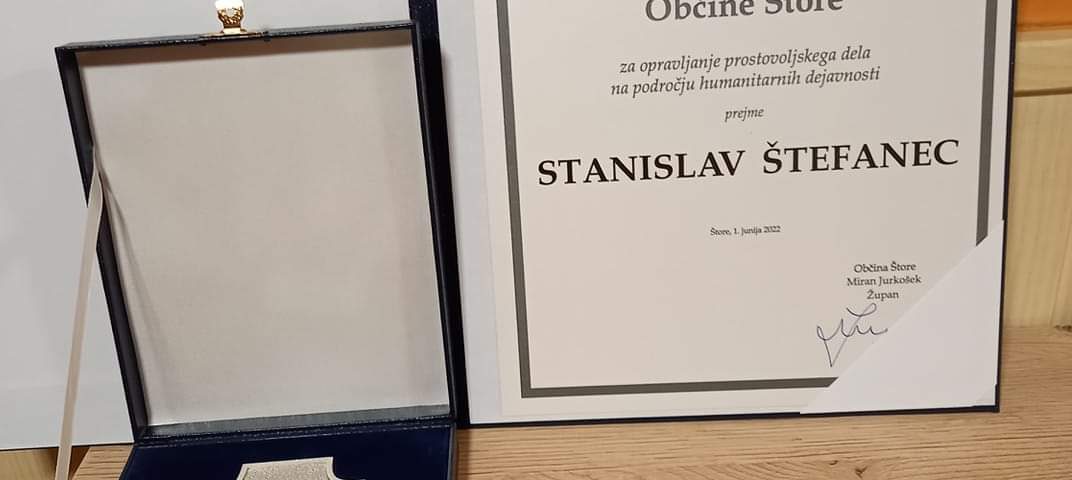 Občine Štore
za opravljanje prostovoljskega dela
na področju humanitarnih dejavnosti
prejme
STANISLAV ŠTEFANEC
Štore, 1. junija 2022
Občina Štore
Miran Jurkošek
Župan